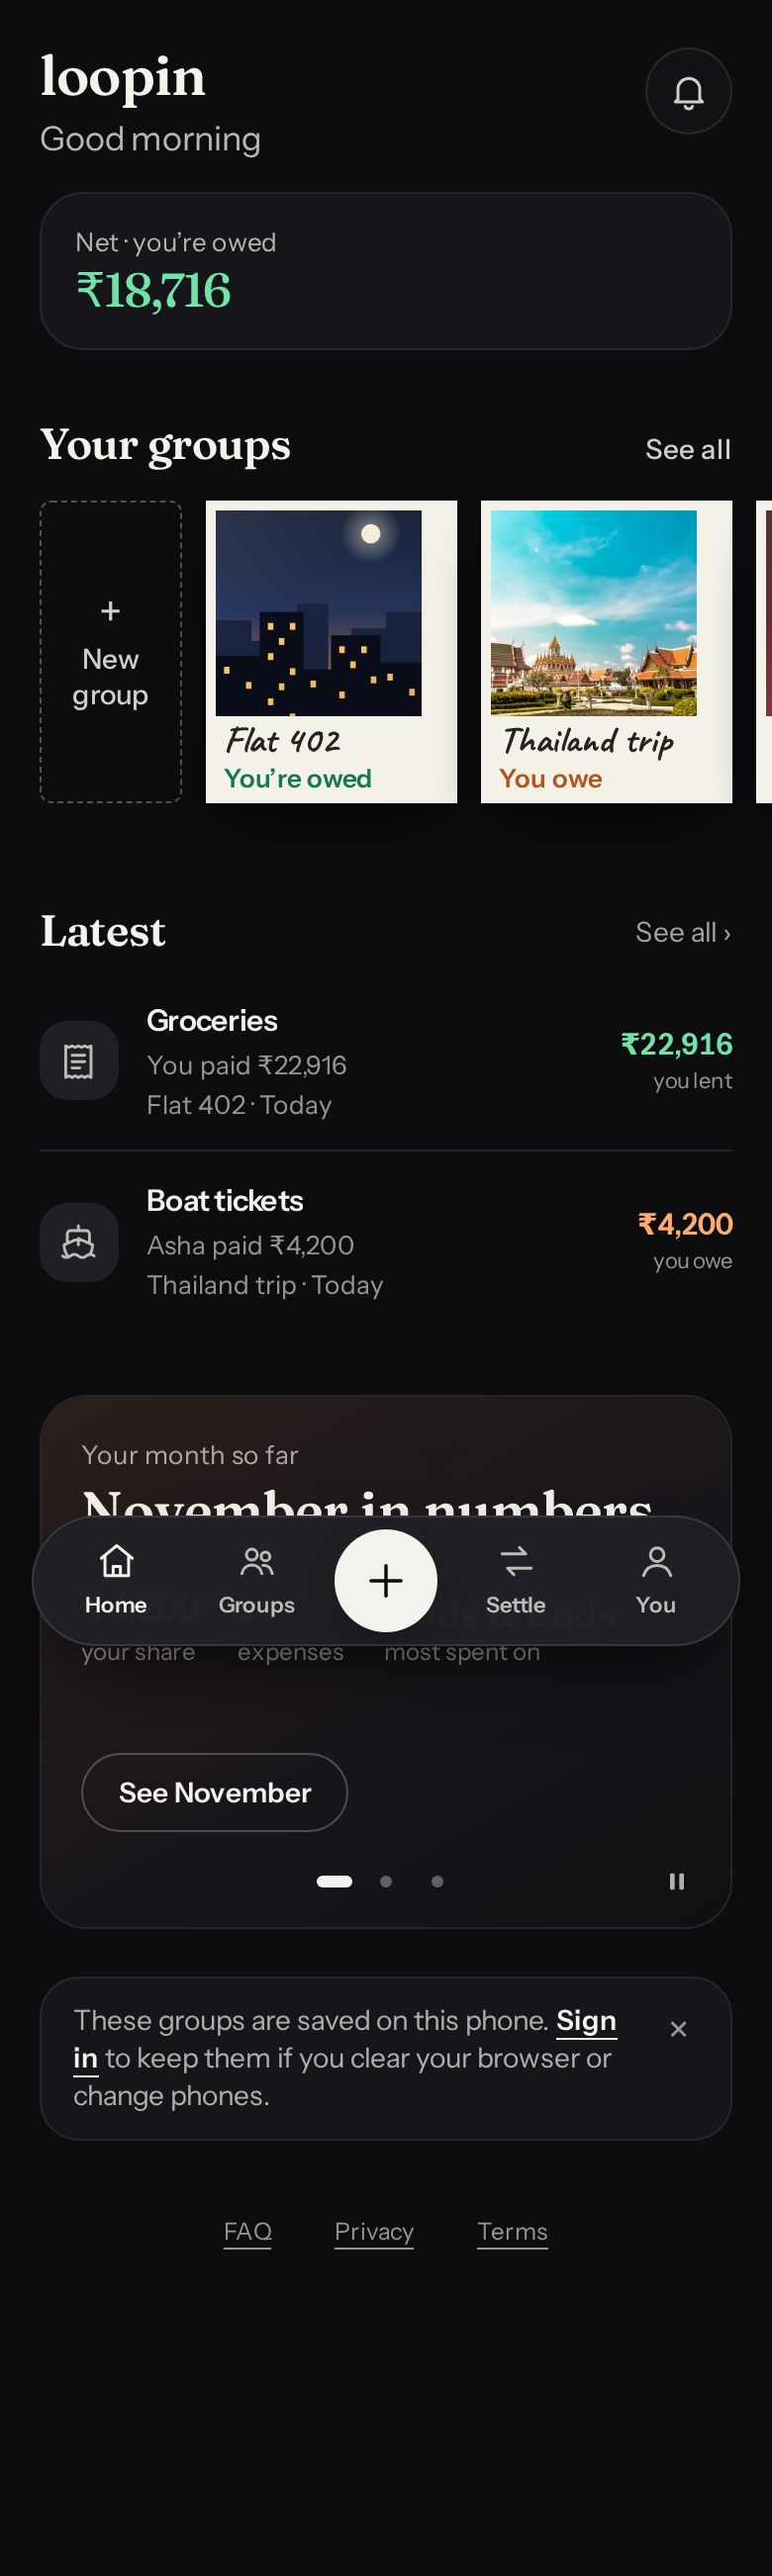 loopin
Good morning
Net · you’re owed
₹18,716
Your groups
See all
+
New
group
Flat 402
You’re owed
Thailand trip
You owe
Latest
See all ›
Groceries
You paid ₹22,916
Flat 402 · Today
₹22,916
you lent
Boat tickets
Asha paid ₹4,200
Thailand trip · Today
₹4,200
you owe
Your month so far
November in numbers
Home
Groups
Settle
You
your share
expenses
most spent on
See November
These groups are saved on this phone. Sign
in to keep them if you clear your browser or
change phones.
FAQ
Privacy
Terms